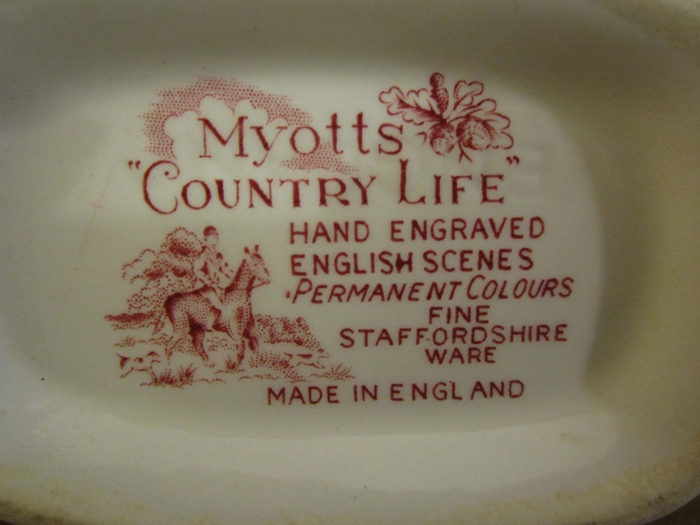 Myotts
"COUNTRY LIFE"
HAND ENGRAVED
ENGLISH SCENES
.PERMANENT COLOURS
FINE
STAFFORDSHIRE
WARE
MADE IN ENGLAND